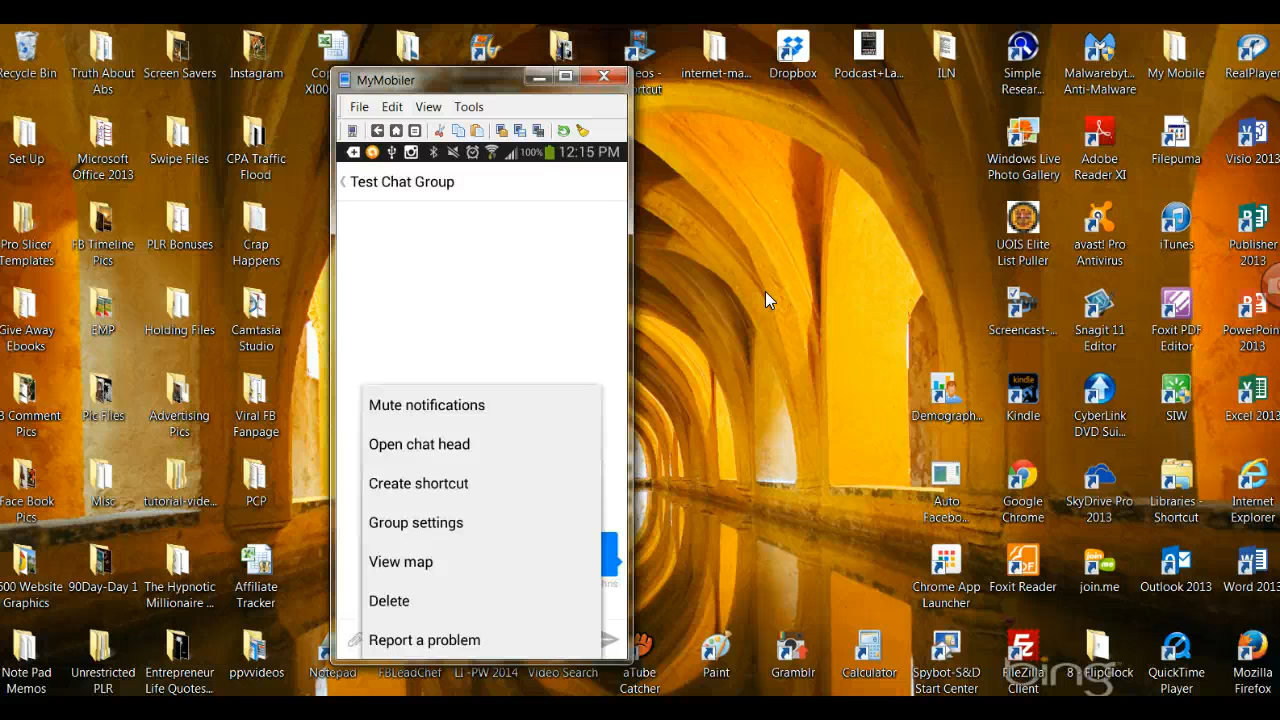 MyMobiler
File Edit View Tools
100% 12:15 PM
Test Chat Group
Mute notifications
Open chat head
Create shortcut
Group settings
View map
Delete
Report a problem
Recycle Bin
Truth About
Abs
Screen Savers
Instagram
internet-ma...
Dropbox
Podcast+La...
ILN
Simple
Resear...
Malwarebyt...
Anti-Malware
My Mobile
RealPlayer
Set Up
Microsoft
Office 2013
Swipe Files
CPA Traffic
Flood
Windows Live
Photo Gallery
Adobe
Reader XI
Filepuma
Visio 2013
Pro Slicer
Templates
FB Timeline
Pics
PLR Bonuses
Crap
Happens
UOIS Elite
List Puller
avast! Pro
Antivirus
iTunes
Publisher
2013
Give Away
Ebooks
EMP
Holding Files
Camtasia
Studio
Screencast-...
Snagit 11
Editor
Foxit PDF
Editor
PowerPoin
2013
B Comment
Pics
Pic Files
Advertising
Pics
Viral FB
Fanpage
Demograph...
Kindle
CyberLink
DVD Sui...
SIW
Excel 2013
Face Book
Pics
Misc
tutorial-vide...
PCP
Auto
Facebo...
Google
Chrome
SkyDrive Pro
2013
Libraries -
Shortcut
Internet
Explorer
500 Website
Graphics
90Day-Day 1
The Hypnotic
Millionaire ...
Affiliate
Tracker
Chrome App
Launcher
Foxit Reader
join.me
Outlook 2013
Word 2013
Note Pad
Memos
Unrestricted
PLR
Entrepreneur
Life Quotes...
ppvvideos
Notepad
FBLeadChef
LI -PW 2014
Video Search
aTube
Catcher
Paint
Gramblr
Calculator
Spybot-S&D
Start Center
FileZilla
Client
8 FlipClock
QuickTime
Player
Mozilla
Firefox
bing